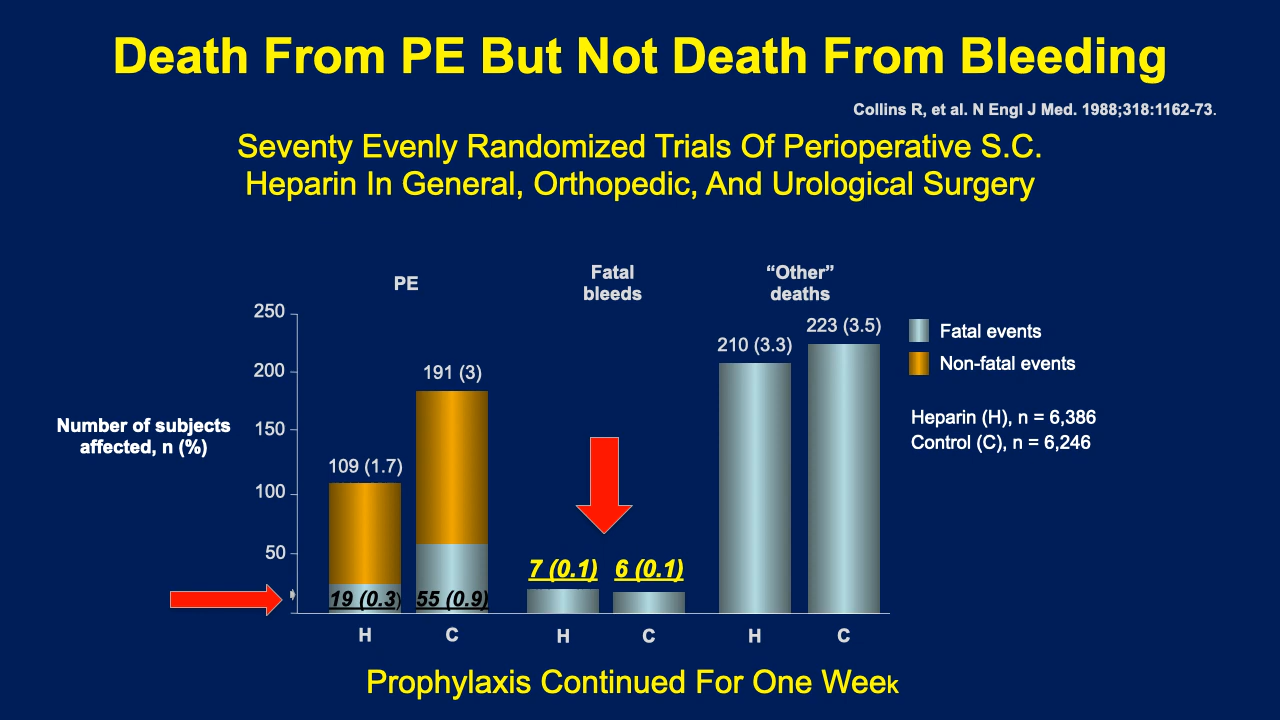 Death From PE But Not Death From Bleeding
Collins R, et al. N Engl J Med. 1988;318:1162-73.
Seventy Evenly Randomized Trials Of Perioperative S.C.
Heparin In General, Orthopedic, And Urological Surgery
PE
Fatal
bleeds
“Other”
deaths
250
200
150
100
50
Number of subjects
affected, n (%)
109 (1.7)
191 (3)
19 (0.3)
55 (0.9)
7 (0.1)
6 (0.1)
210 (3.3)
223 (3.5)
H
C
H
C
H
C
Fatal events
Non-fatal events
Heparin (H), n = 6,386
Control (C), n = 6,246
Prophylaxis Continued For One Week